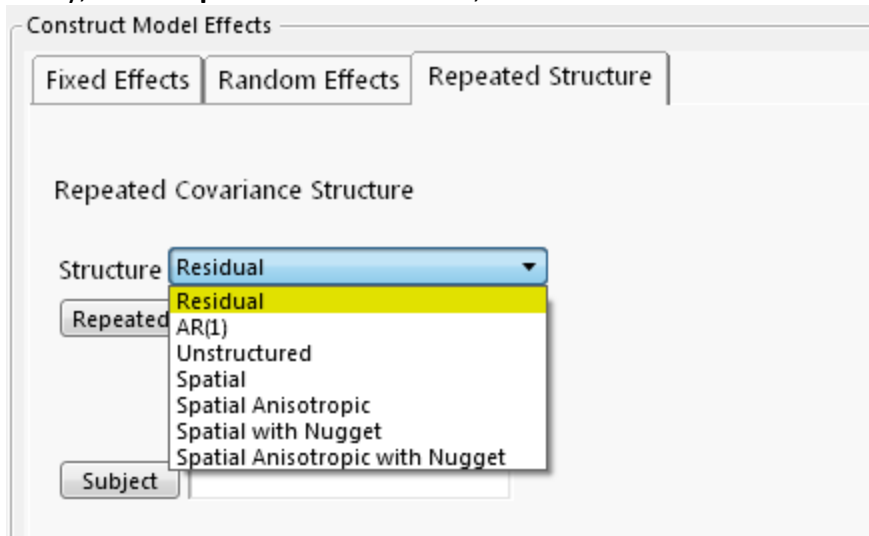 Construct Model Effects
Fixed Effects Random Effects Repeated Structure
Repeated Covariance Structure
Structure Residual
Residual
Repeated
AR(1)
Unstructured
Spatial
Spatial Anisotropic
Spatial with Nugget
Spatial Anisotropic with Nugget
Subject